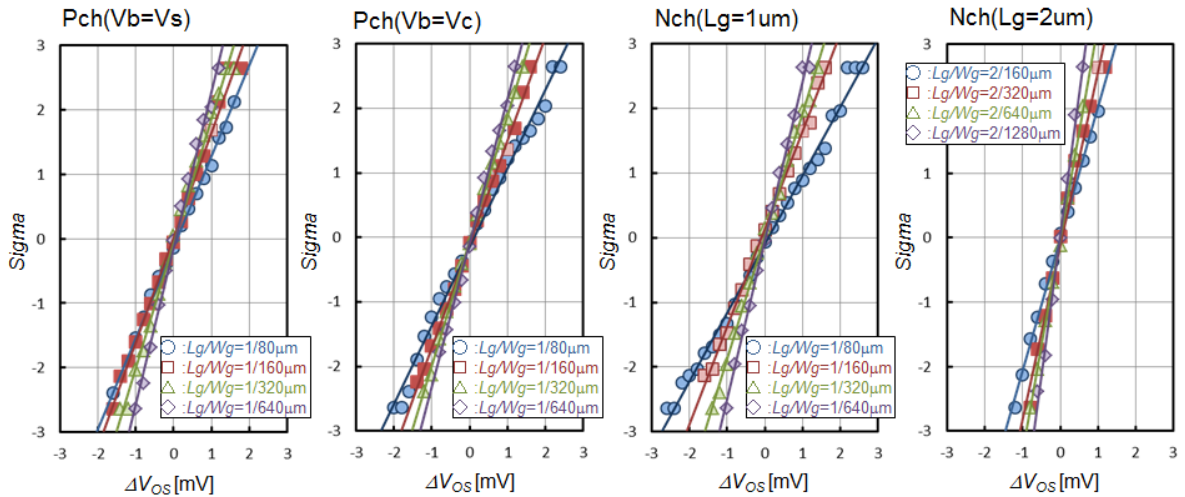 Pch(Vb=Vs)
3
2
1
0
-1
-2
-3
-3 -2 -1 0 1 2 3
Sigma
ΔVOS [mV]
:Lg/Wg=1/80μm
:Lg/Wg=1/160μm
:Lg/Wg=1/320μm
:Lg/Wg=1/640μm
Pch(Vb=Vc)
3
2
1
0
-1
-2
-3
-3 -2 -1 0 1 2 3
Sigma
ΔVOS [mV]
:Lg/Wg=1/80μm
:Lg/Wg=1/160μm
:Lg/Wg=1/320μm
:Lg/Wg=1/640μm
Nch(Lg=1um)
3
2
1
0
-1
-2
-3
-3 -2 -1 0 1 2 3
Sigma
ΔVOS [mV]
:Lg/Wg=1/80μm
:Lg/Wg=1/160μm
:Lg/Wg=1/320μm
:Lg/Wg=1/640μm
Nch(Lg=2um)
3
2
1
0
-1
-2
-3
-3 -2 -1 0 1 2 3
Sigma
ΔVOS [mV]
:Lg/Wg=2/160μm
:Lg/Wg=2/320μm
:Lg/Wg=2/640μm
:Lg/Wg=2/1280μm